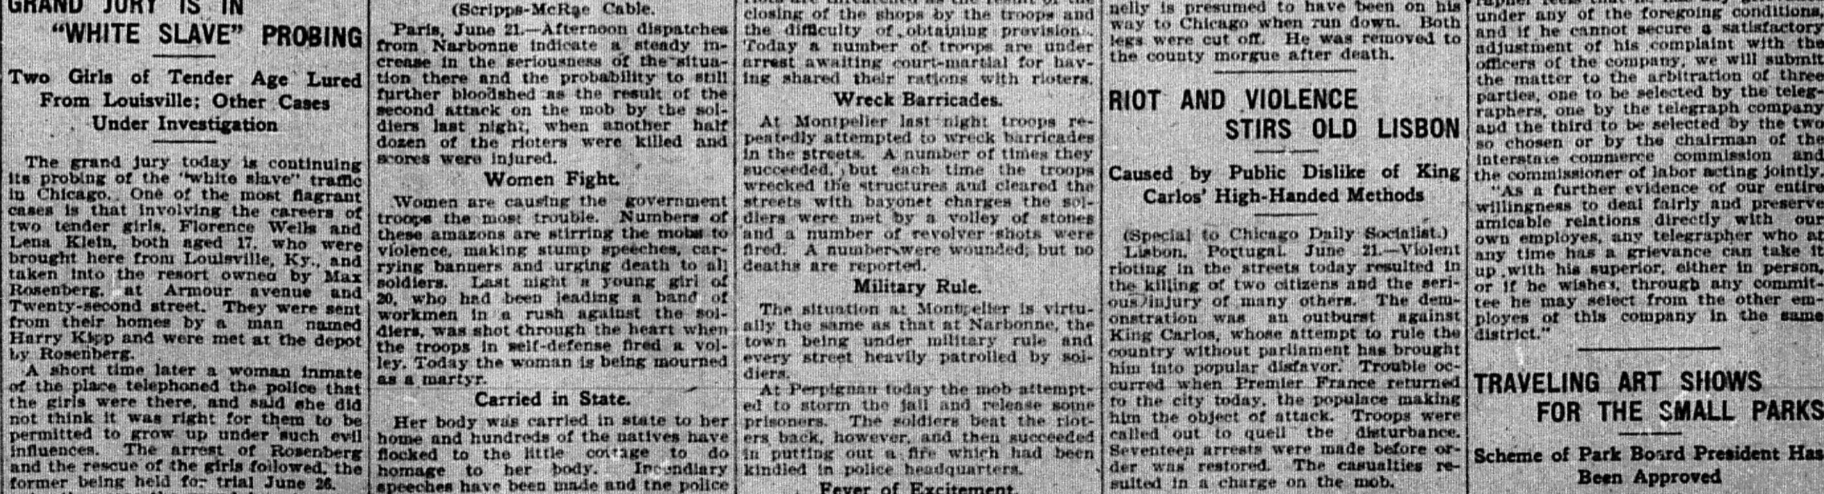 GRAND JURY IS IN
"WHITE SLAVE" PROBING
Two Girls of Tender Age Lured
From Louisville; Other Cases
Under Investigation
The grand jury today is continuing
its probing of the "white slave" traffic
in Chicago. One of the most flagrant
cases is that involving the careers of
two tender girls, Florence Wells and
Lena Klein, both aged 17, who were
brought here from Louisville, Ky., and
taken into the resort owned by Max
Rosenberg, at Armour avenue and
Twenty-second street. They were sent
from their homes by a man named
Harry Kipp and were met at the depot
by Rosenberg.
A short time later a woman inmate
of the place telephoned the police that
the girls were there, and said she did
not think it was right for them to be
permitted to grow up under such evil
influences. The arrest of Rosenberg
and the rescue of the girls followed, the
former being held for trial June 26.
(Scripps-McRae Cable.
Paris, June 21.—Afternoon dispatches
from Narbonne indicate a steady in-
crease in the seriousness of the situa-
tion there and the probability to still
further bloodshed as the result of the
second attack on the mob by the sol-
diers last night, when another half
dozen of the rioters were killed and
scores were injured.
Women Fight.
Women are causing the government
troops the most trouble. Numbers of
these amazons are stirring the mobs to
violence, making stump speeches, car-
rying banners and urging death to all
soldiers. Last night a young girl of
20, who had been leading a band of
workmen in a rush against the sol-
diers, was shot through the heart when
the troops in self-defense fired a vol-
ley. Today the woman is being mourned
as a martyr.
Carried in State.
Her body was carried in state to her
home and hundreds of the natives have
flocked to the little cottage to do
homage to her body. Incendiary
speeches have been made and the police
closing of the shops by the troops and
the difficulty of obtaining provisions.
Today a number of troops are under
arrest awaiting court-martial for hav-
ing shared their rations with rioters.
Wreck Barricades.
At Montpelier last night troops re-
peatedly attempted to wreck barricades
in the streets. A number of times they
succeeded, but each time the troops
wrecked the structures and cleared the
streets with bayonet charges the sol-
diers were met by a volley of stones
and a number of revolver shots were
fired. A number were wounded, but no
deaths are reported.
Military Rule.
The situation at Montpelier is virtu-
ally the same as that at Narbonne, the
town being under military rule and
every street heavily patrolled by sol-
diers.
At Perpignan today the mob attempt-
ed to storm the jail and release some
prisoners. The soldiers beat the riot-
ers back, however, and then succeeded
in putting out a fire which had been
kindled in police headquarters.
Fever of Excitement.
nelly is presumed to have been on his
way to Chicago when run down. Both
legs were cut off. He was removed to
the county morgue after death.
RIOT AND VIOLENCE
STIRS OLD LISBON
Caused by Public Dislike of King
Carlos' High-Handed Methods
(Special to Chicago Daily Socialist.)
Lisbon, Portugal, June 21.—Violent
rioting in the streets today resulted in
the killing of two citizens and the seri-
ous injury of many others. The dem-
onstration was an outburst against
King Carlos, whose attempt to rule the
country without parliament has brought
him into popular disfavor. Trouble oc-
curred when Premier France returned
to the city today, the populace making
him the object of attack. Troops were
called out to quell the disturbance.
Seventeen arrests were made before or-
der was restored. The casualties re-
sulted in a charge on the mob.
under any of the foregoing conditions,
and if he cannot secure a satisfactory
adjustment of his complaint with the
officers of the company, we will submit
the matter to the arbitration of three
parties, one to be selected by the teleg-
raphers, one by the telegraph company
and the third to be selected by the two
so chosen or by the chairman of the
interstate commerce commission and
the commissioner of labor acting jointly.
"As a further evidence of our entire
willingness to deal fairly and preserve
amicable relations directly with our
own employes, any telegrapher who at
any time has a grievance can take it
up with his superior, either in person,
or if he wishes, through any commit-
tee he may select from the other em-
ployes of this company in the same
district."
TRAVELING ART SHOWS
FOR THE SMALL PARKS
Scheme of Park Board President Has
Been Approved